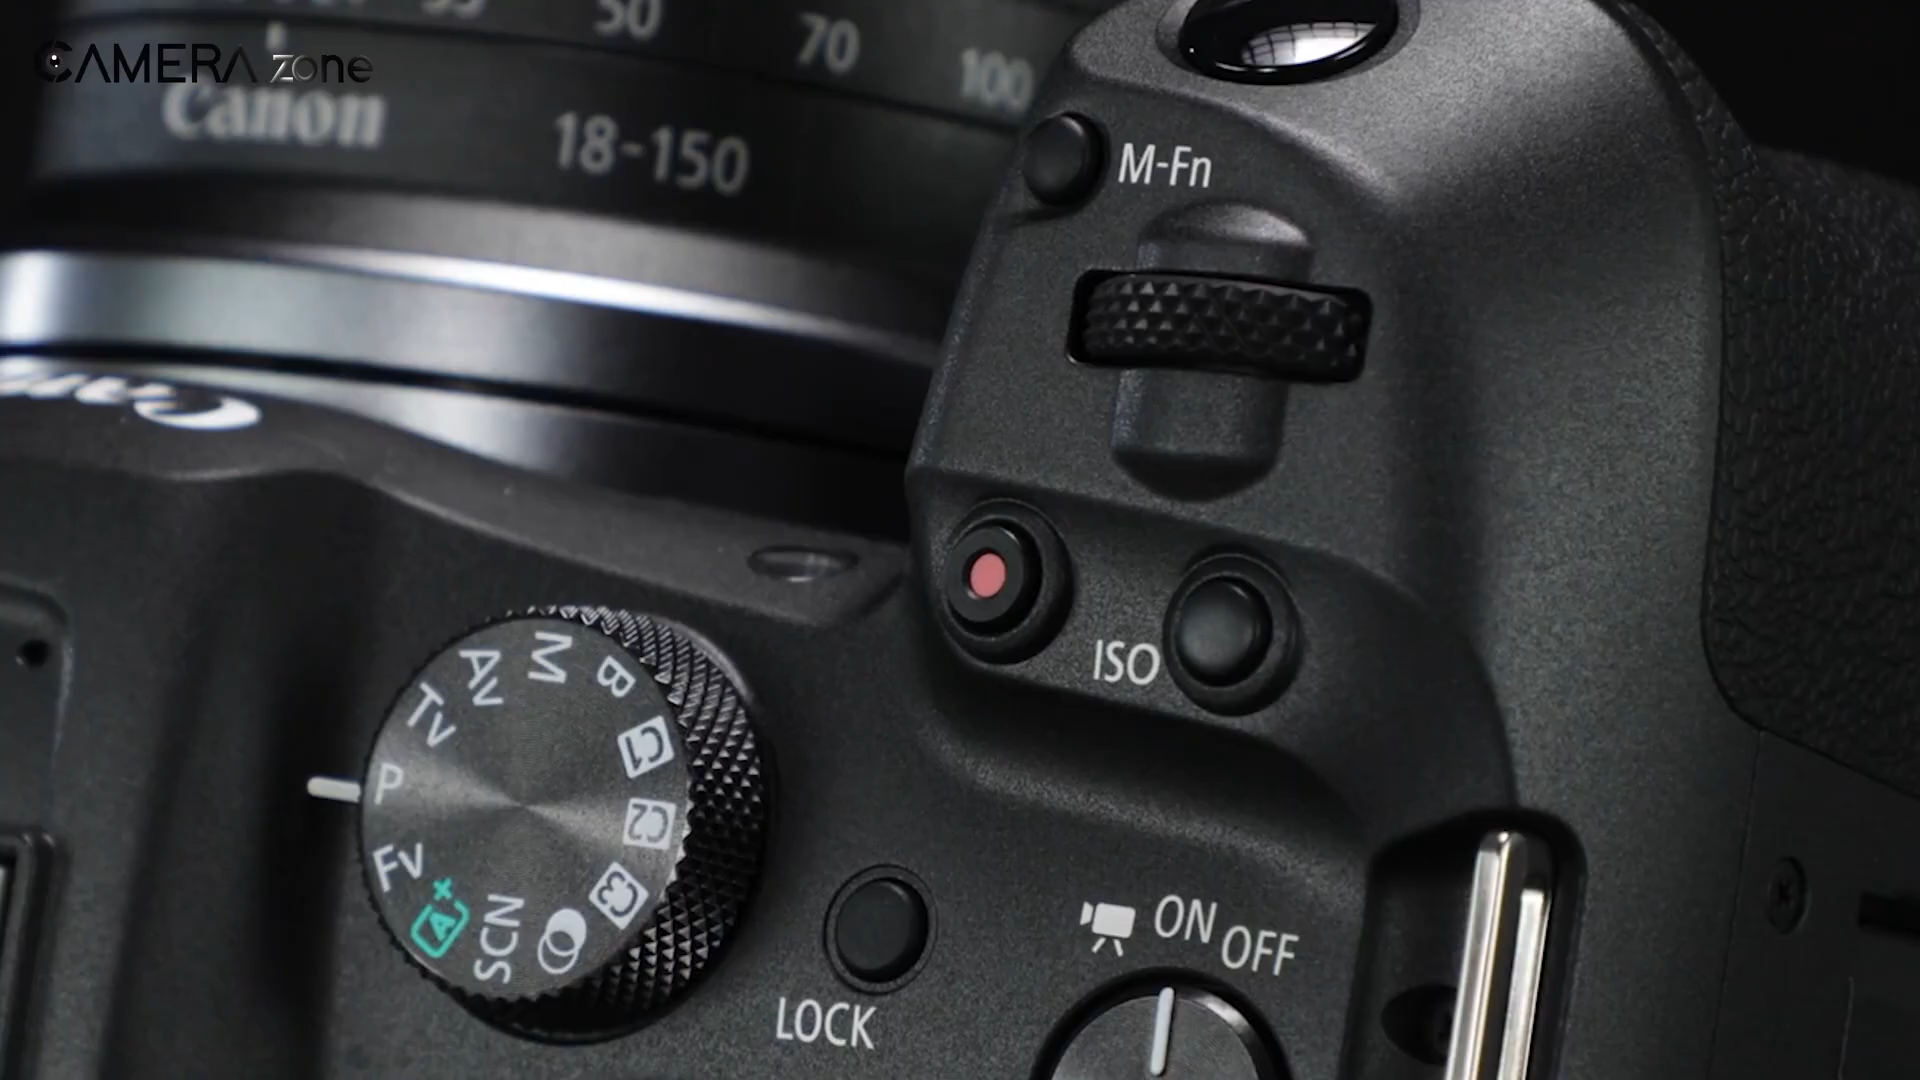 50
70
100
CAMERA zone
Canon
18-150
M-Fn
ISO
M
B
Av
Tv
C1
P
C2
Fv
A+
C3
SCN
LOCK
ON OFF